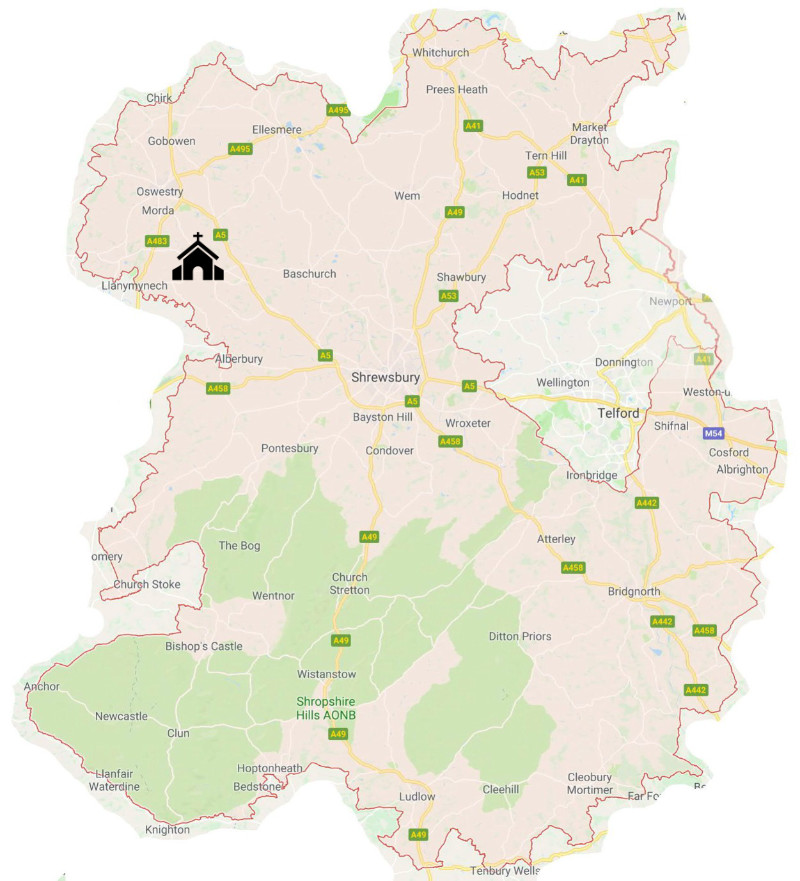 M
Whitchurch
Prees Heath
Chirk
A495
Ellesmere
A41
Market
Drayton
Gobowen
A495
Tern Hill
A53
A41
Oswestry
Wem
Hodnet
Morda
A49
A483
A5
Baschurch
Shawbury
Llanymynech
A53
Newport
Alberbury
A5
Donnington
A41
A458
Shrewsbury
A5
Wellington
Weston-u
A5
Bayston Hill
Wroxeter
Telford
Shifnal
M54
A458
Pontesbury
Condover
Cosford
Ironbridge
Albrighton
A442
The Bog
A49
Atterley
omery
Church Stoke
Church
Stretton
A458
Wentnor
Bridgnorth
A442
A458
Bishop's Castle
A49
Ditton Priors
Wistanstow
Anchor
A442
Shropshire
Hills AONB
Newcastle
Clun
A49
Llanfair
Waterdine
Hoptonheath
Bedstone
Ludlow
Cleehill
Cleobury
Mortimer
Far Fo
Knighton
A49
Tenbury Wells